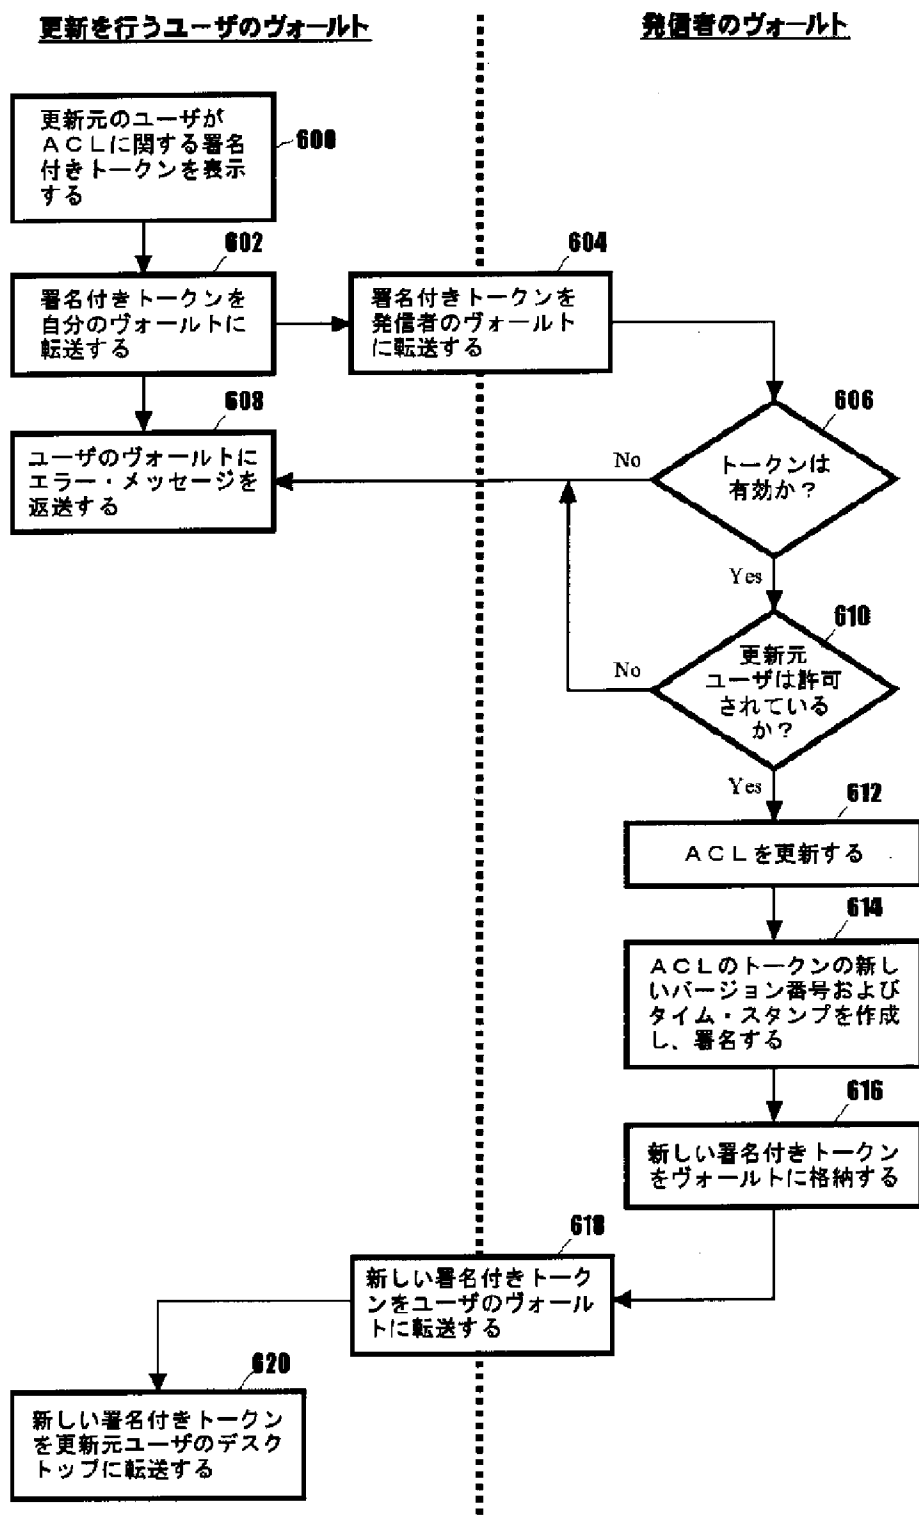 更新を行うユーザのヴォールト
発信者のヴォールト
更新元のユーザが
ACLに関する署名
付きトークンを表示
する
600
602
署名付きトークンを
自分のヴォールトに
転送する
604
署名付きトークンを
発信者のヴォールト
に転送する
606
トークンは
有効か？
No
Yes
608
ユーザのヴォールトに
エラー・メッセージを
返送する
610
更新元
ユーザは許可
されている
か？
No
Yes
612
ACLを更新する
614
ACLのトークンの新し
いバージョン番号および
タイム・スタンプを作成
し、署名する
616
新しい署名付きトークン
をヴォールトに格納する
618
新しい署名付きトーク
ンをユーザのヴォール
トに転送する
620
新しい署名付きトークン
を更新元ユーザのデスク
トップに転送する